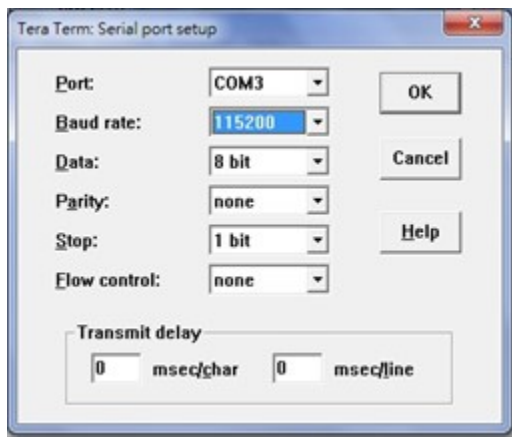 Tera Term: Serial port setup
Port: COM3 OK
Baud rate: 115200
Data: 8 bit Cancel
Parity: none
Stop: 1 bit Help
Flow control: none
Transmit delay
0 msec/char 0 msec/line